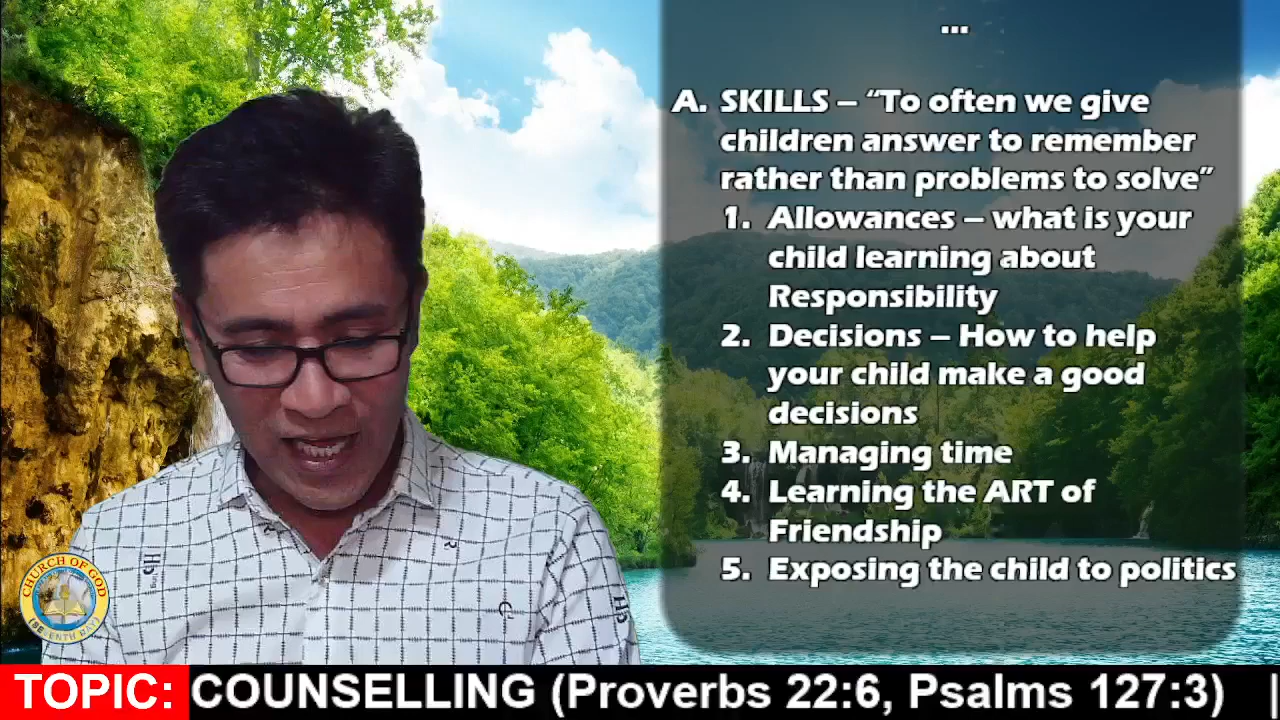 ...
A. SKILLS – “To often we give
children answer to remember
rather than problems to solve”
1. Allowances – what is your
child learning about
Responsibility
2. Decisions – How to help
your child make a good
decisions
3. Managing time
4. Learning the ART of
Friendship
5. Exposing the child to politics
CHURCH OF GOD
(SEVENTH DAY)
TOPIC: COUNSELLING (Proverbs 22:6, Psalms 127:3) |